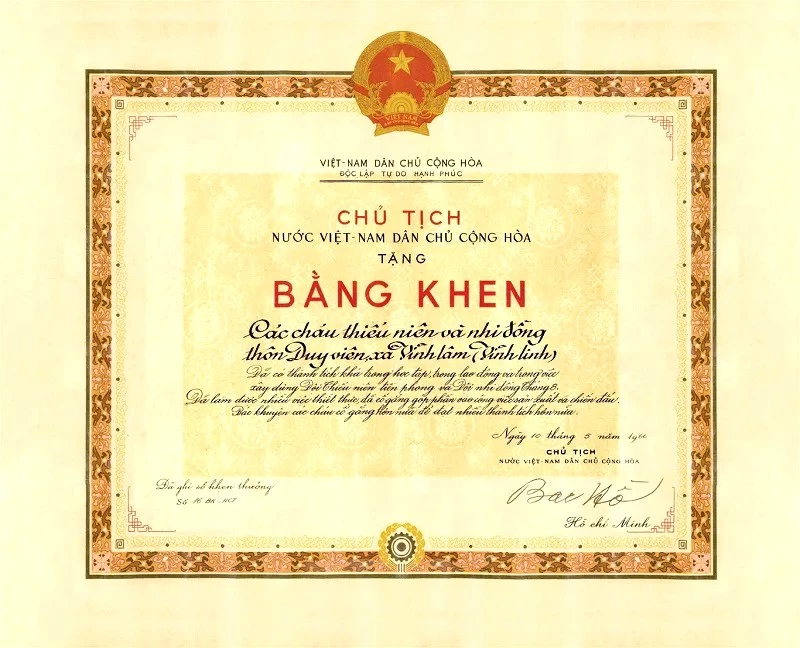 VIỆT-NAM
VIỆT-NAM DÂN CHỦ CỘNG HÒA
ĐỘC LẬP TỰ DO HẠNH PHÚC
CHỦ TỊCH
NƯỚC VIỆT-NAM DÂN CHỦ CỘNG HÒA
TẶNG
BẰNG KHEN
Các cháu thiếu niên và nhi đồng
thôn Duy viên, xã Vĩnh lâm (Vĩnh linh)
Đã có thành tích khá trong học tập, trong lao động và trong việc
xây dựng Đội Thiếu niên tiền phong và Đội nhi đồng Tháng 8.
Đã làm được nhiều việc thiết thực, đã cố gắng góp phần vào công việc sản xuất và chiến đấu.
Bác khuyên các cháu cố gắng hơn nữa để đạt nhiều thành tích hơn nữa.
Ngày 10 tháng 5 năm 1966
CHỦ TỊCH
NƯỚC VIỆT-NAM DÂN CHỦ CỘNG HÒA
Đã ghi sổ khen thưởng
Số 16 BK-HCT
Bác Hồ
Hồ chí Minh